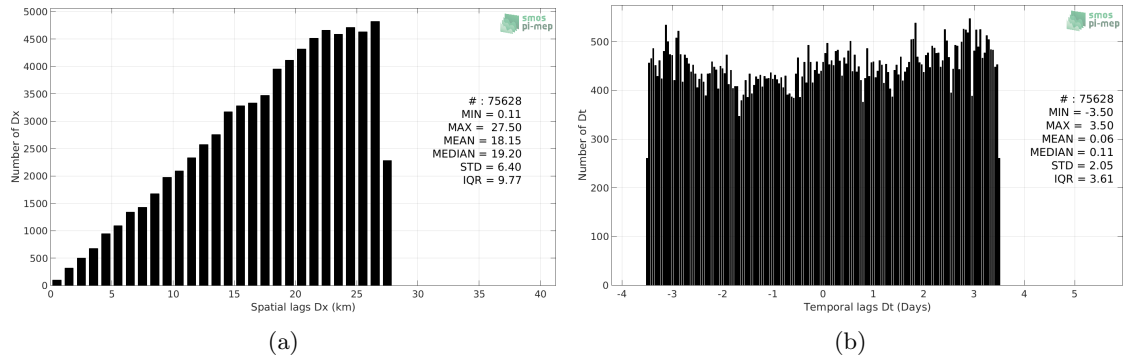 5000
4500
4000
3500
3000
2500
2000
1500
1000
500
0
Number of Dx
0 5 10 15 20 25 30 35 40
Spatial lags Dx (km)
smos
pi-mep
# : 75628
MIN = 0.11
MAX = 27.50
MEAN = 18.15
MEDIAN = 19.20
STD = 6.40
IQR = 9.77
(a)
500
400
300
200
100
0
Number of Dt
-4 -3 -2 -1 0 1 2 3 4 5
Temporal lags Dt (Days)
smos
pi-mep
# : 75628
MIN = -3.50
MAX = 3.50
MEAN = 0.06
MEDIAN = 0.11
STD = 2.05
IQR = 3.61
(b)